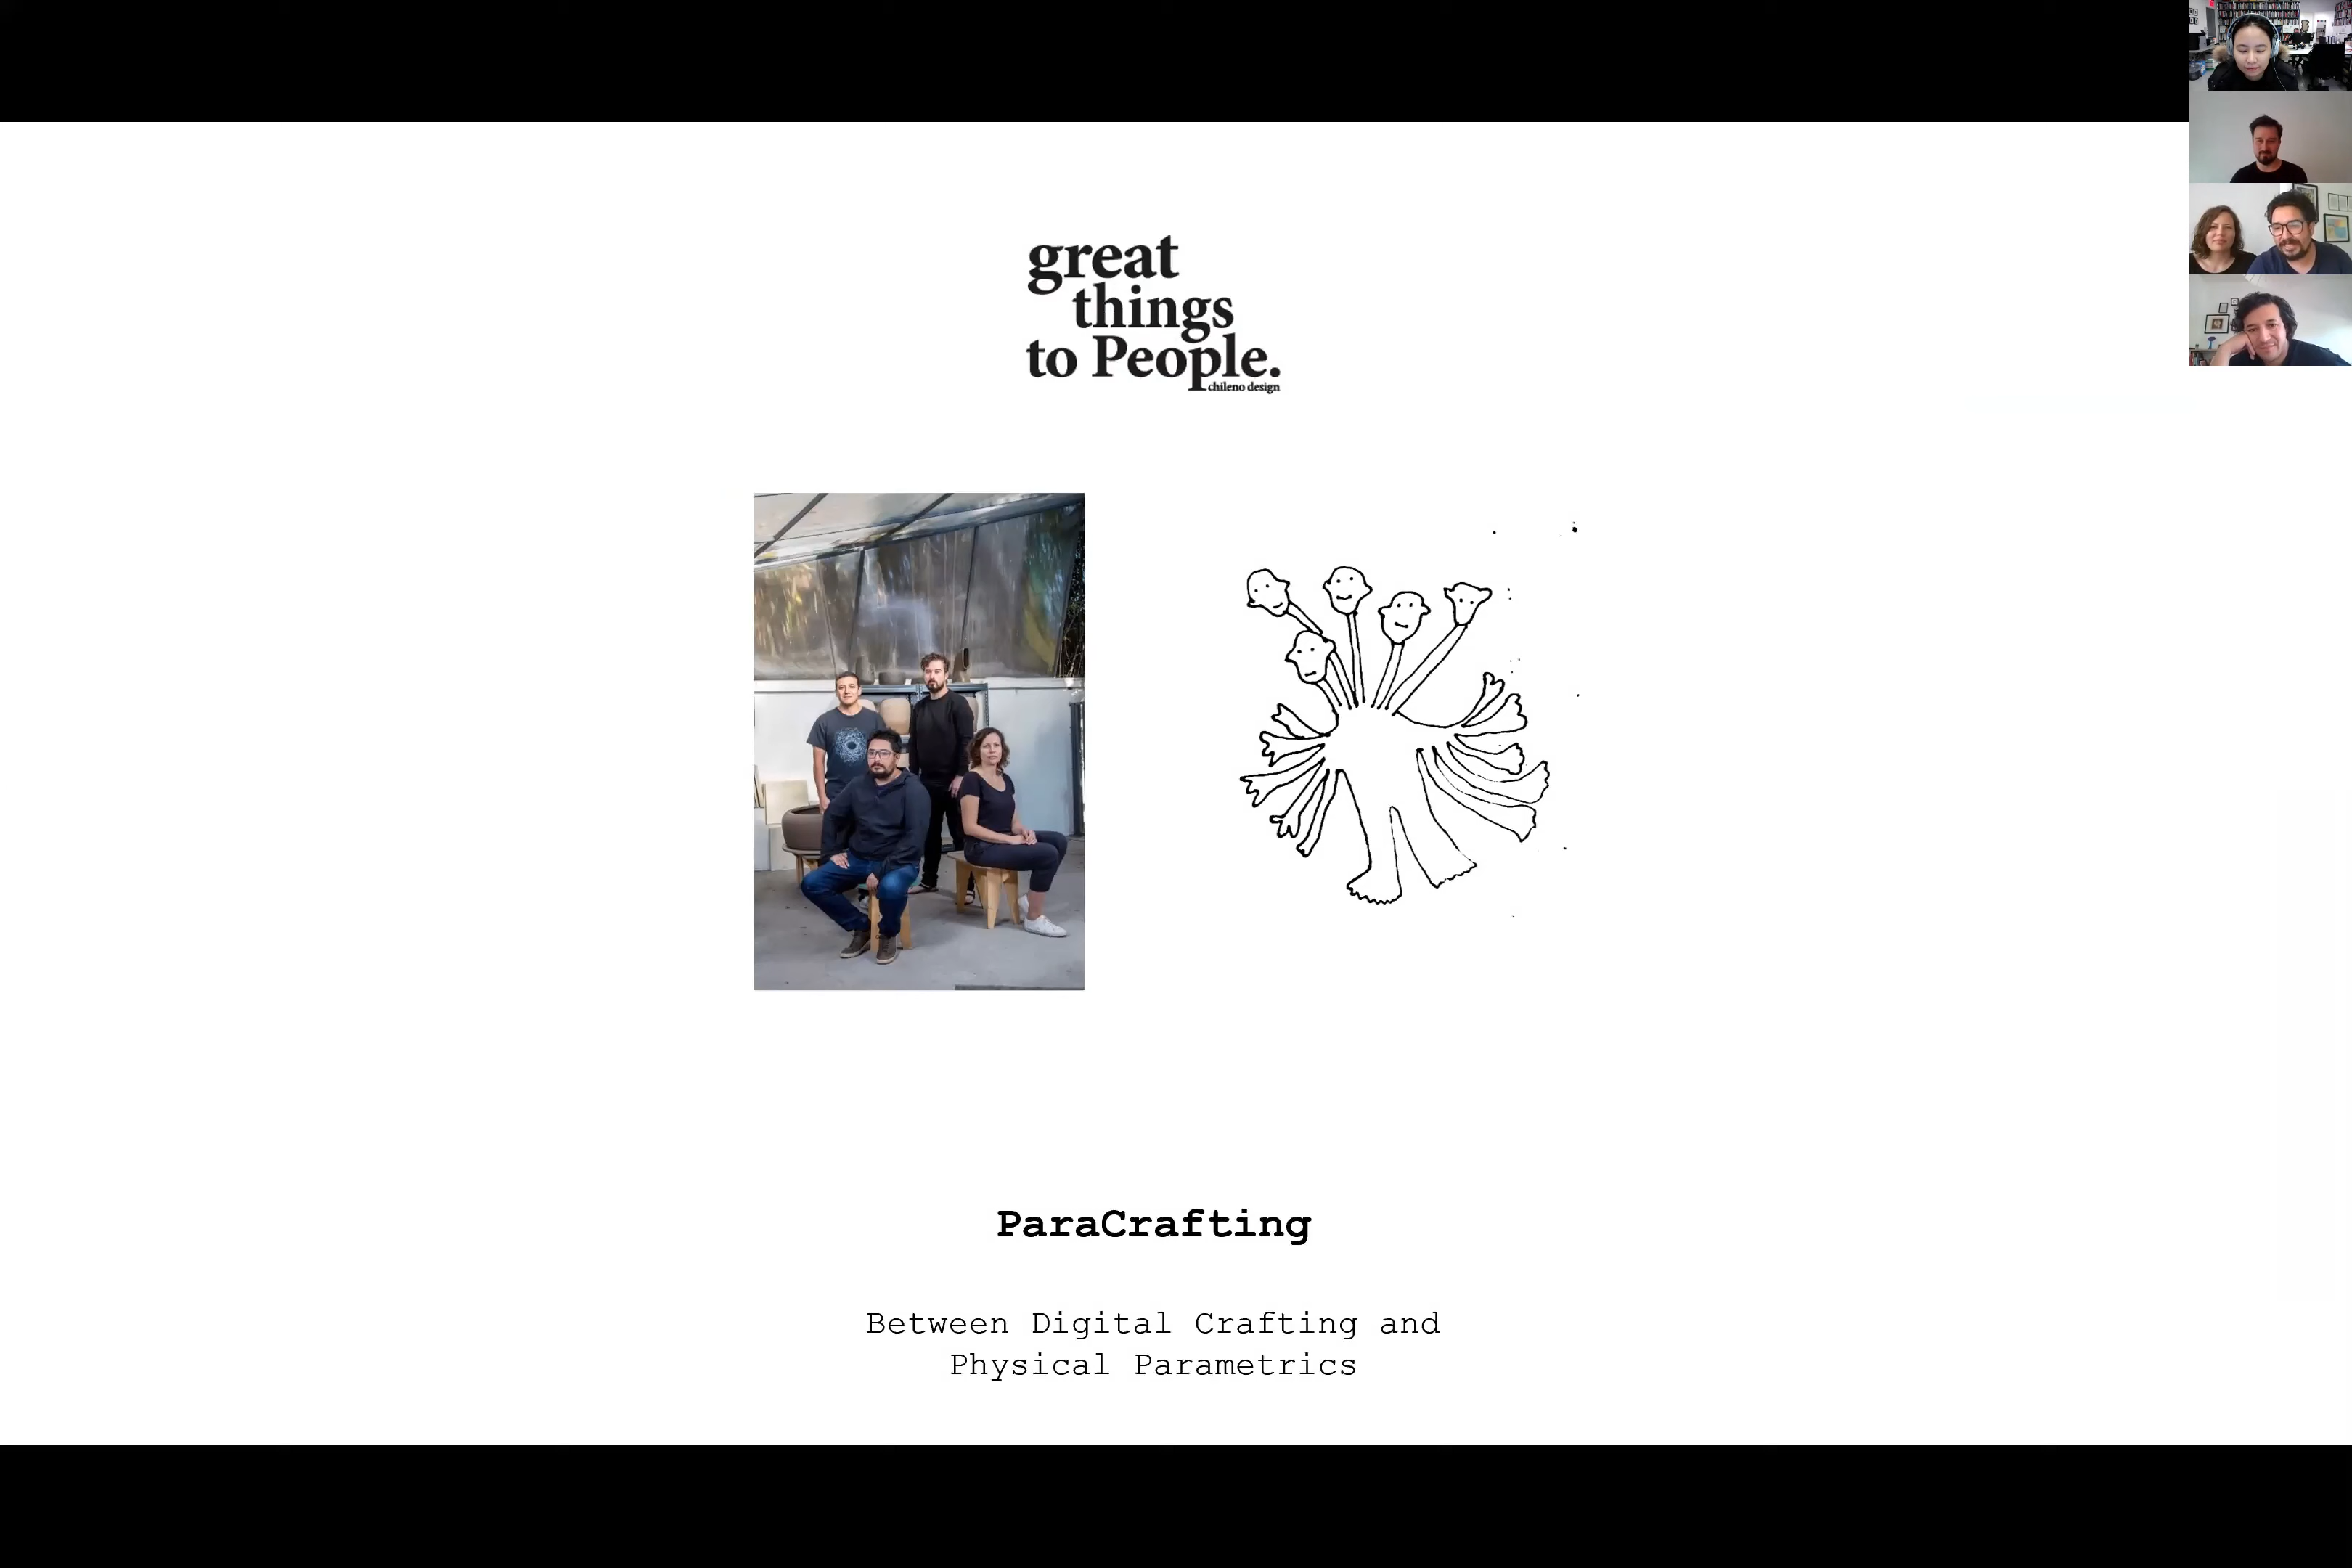 great
things
to People.
chileno design
ParaCrafting
Between Digital Crafting and
Physical Parametrics